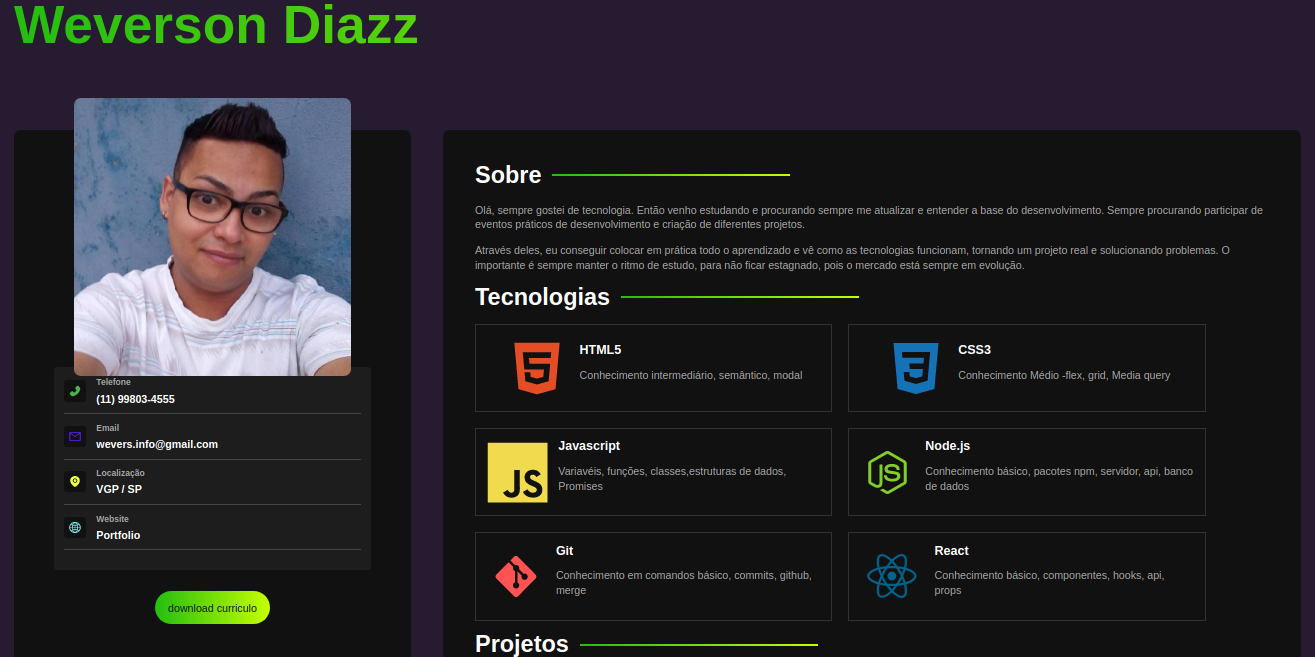 Weverson Diazz
Telefone
(11) 99803-4555
Email
wevers.info@gmail.com
Localização
VGP / SP
Website
Portfolio
download curriculo
Sobre
Olá, sempre gostei de tecnologia. Então venho estudando e procurando sempre me atualizar e entender a base do desenvolvimento. Sempre procurando participar de
eventos práticos de desenvolvimento e criação de diferentes projetos.
Através deles, eu conseguir colocar em prática todo o aprendizado e vê como as tecnologias funcionam, tornando um projeto real e solucionando problemas. O
importante é sempre manter o ritmo de estudo, para não ficar estagnado, pois o mercado está sempre em evolução.
Tecnologias
HTML5
Conhecimento intermediário, semântico, modal
CSS3
Conhecimento Médio -flex, grid, Media query
JS
Javascript
Variavéis, funções, classes,estruturas de dados,
Promises
JS
Node.js
Conhecimento básico, pacotes npm, servidor, api, banco
de dados
Git
Conhecimento em comandos básico, commits, github,
merge
React
Conhecimento básico, componentes, hooks, api,
props
Projetos